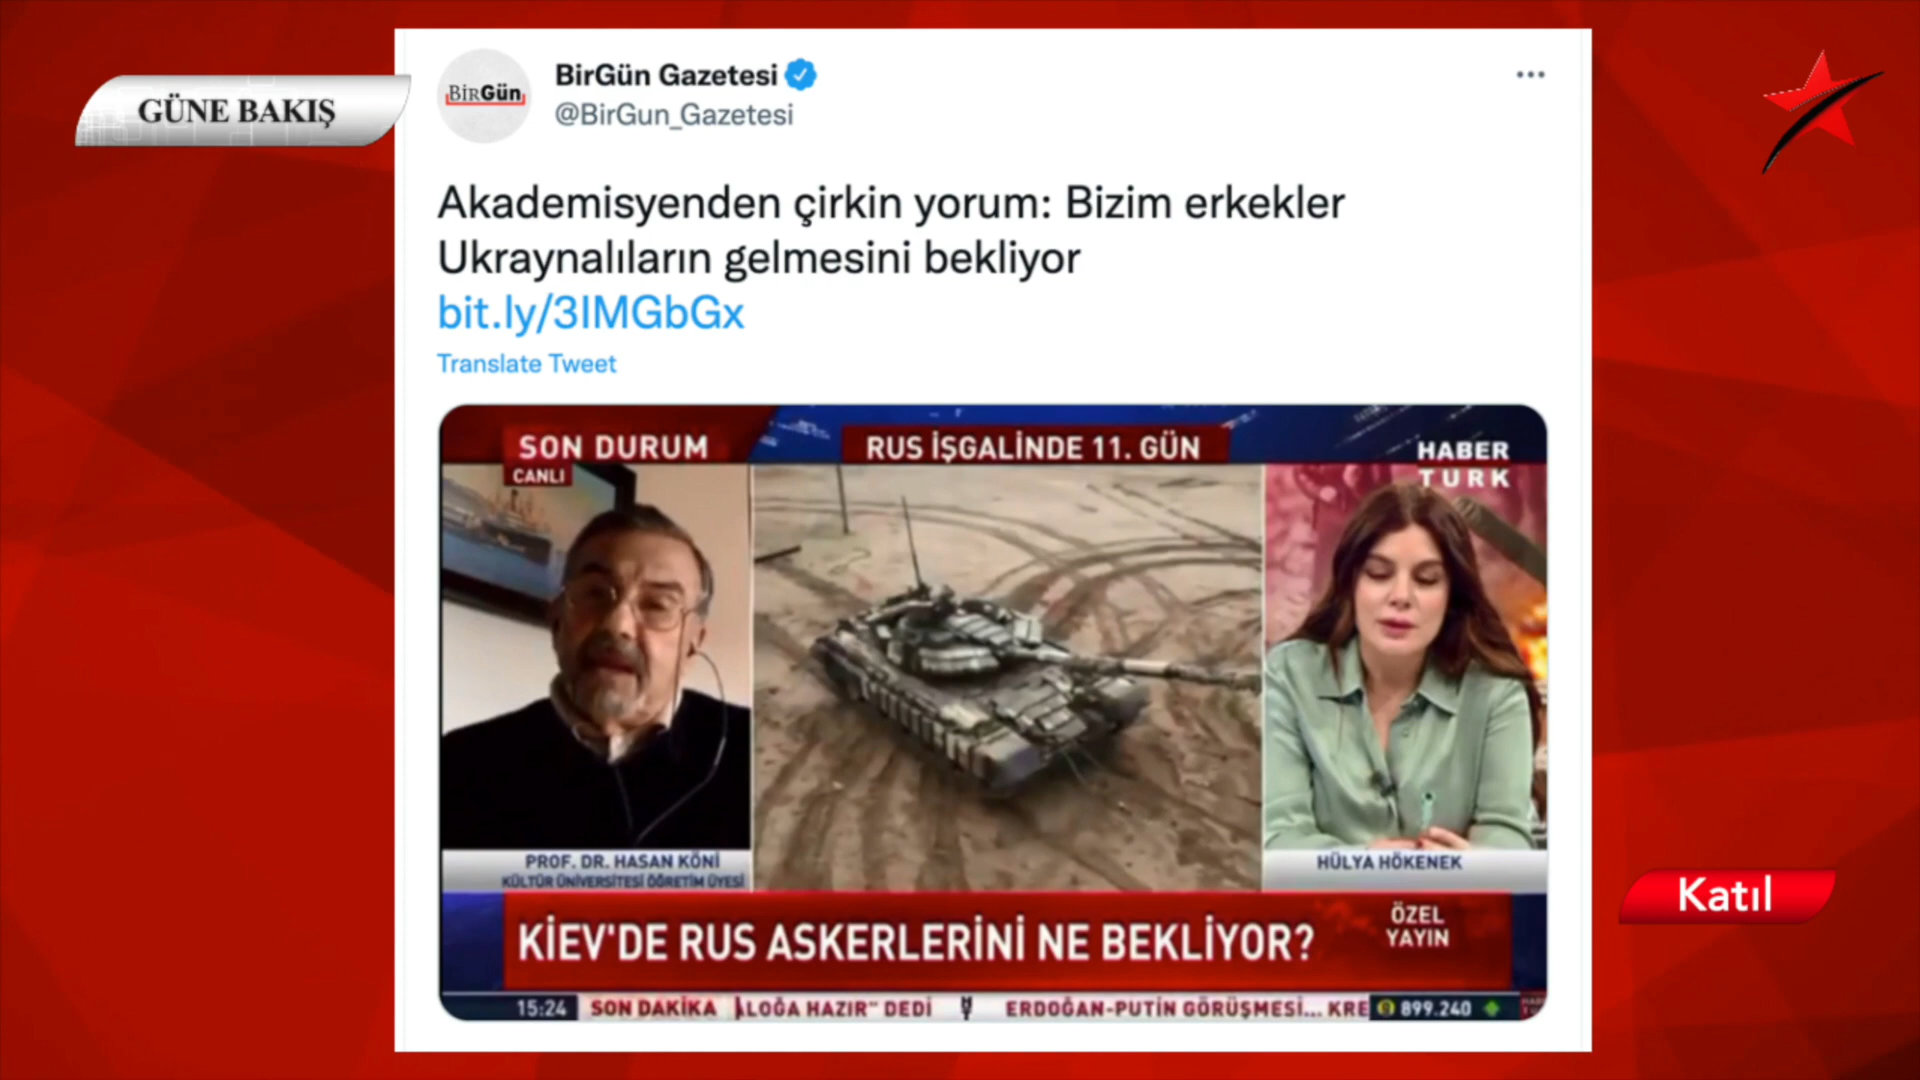 GÜNE BAKIŞ
BirGün
BirGün Gazetesi
@BirGun_Gazetesi
Akademisyenden çirkin yorum: Bizim erkekler
Ukraynalıların gelmesini bekliyor
bit.ly/3IMGbGx
Translate Tweet
SON DURUM
CANLI
RUS İŞGALİNDE 11. GÜN
HABER
TURK
PROF. DR. HASAN KÖNİ
KÜLTÜR ÜNİVERSİTESİ ÖĞRETİM ÜYESİ
HÜLYA HÖKENEK
KİEV'DE RUS ASKERLERİNİ NE BEKLİYOR?
ÖZEL
YAYIN
15:24 SON DAKİKA ALOĞA HAZIR" DEDİ ERDOĞAN-PUTİN GÖRÜŞMESİ... KRE 899.240
Katıl